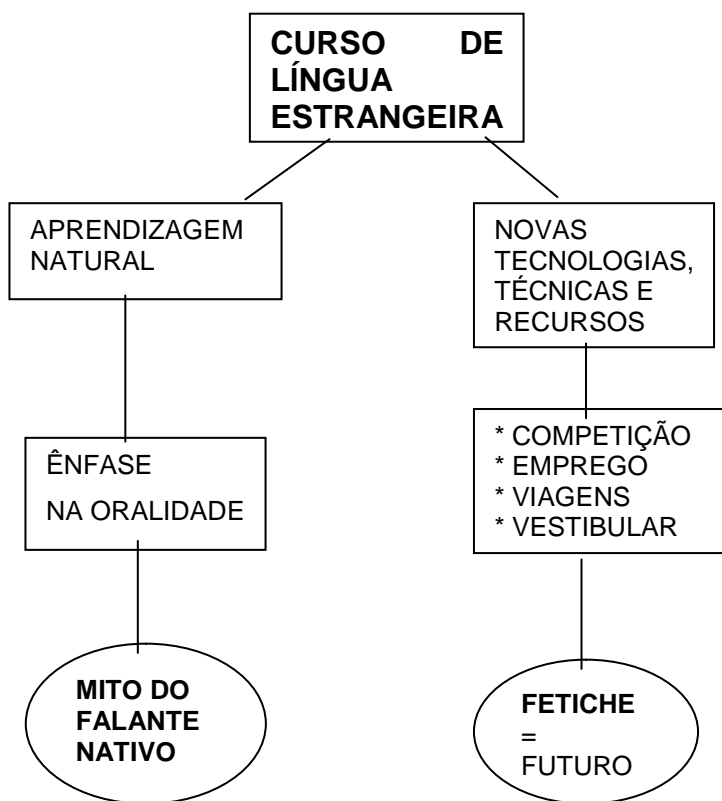 CURSO DE
LÍNGUA
ESTRANGEIRA
APRENDIZAGEM
NATURAL
NOVAS
TECNOLOGIAS,
TÉCNICAS E
RECURSOS
ÊNFASE
NA ORALIDADE
* COMPETIÇÃO
* EMPREGO
* VIAGENS
* VESTIBULAR
MITO DO
FALANTE
NATIVO
FETICHE
=
FUTURO